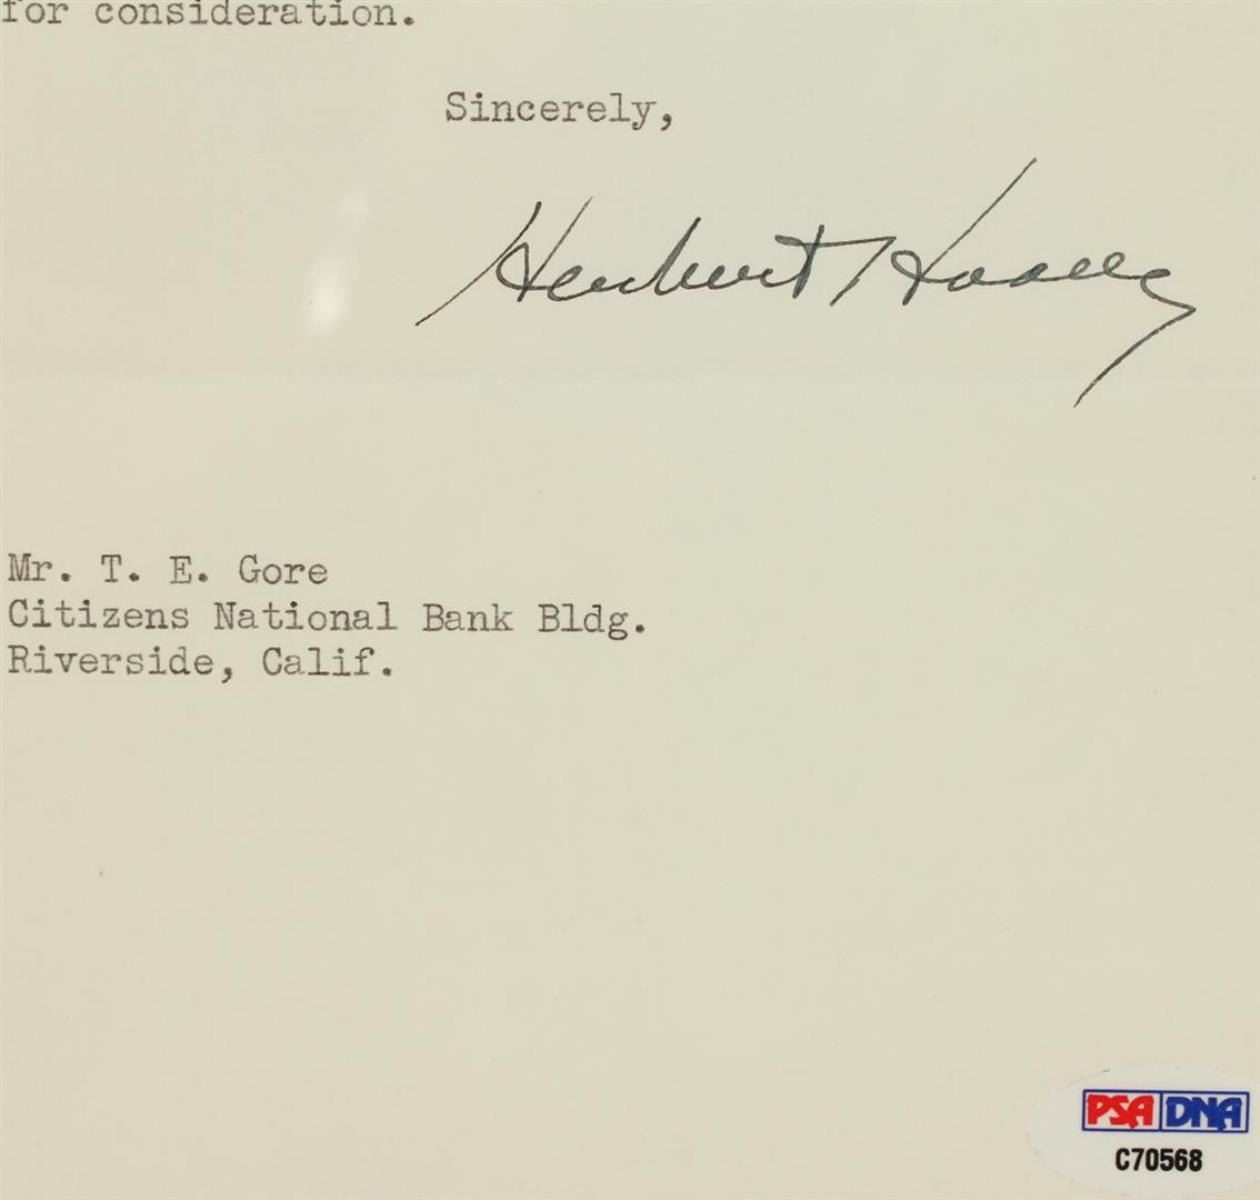 for consideration.
Sincerely,
Herbert Hoover
Mr. T. E. Gore
Citizens National Bank Bldg.
Riverside, Calif.
PSA DNA
C70568